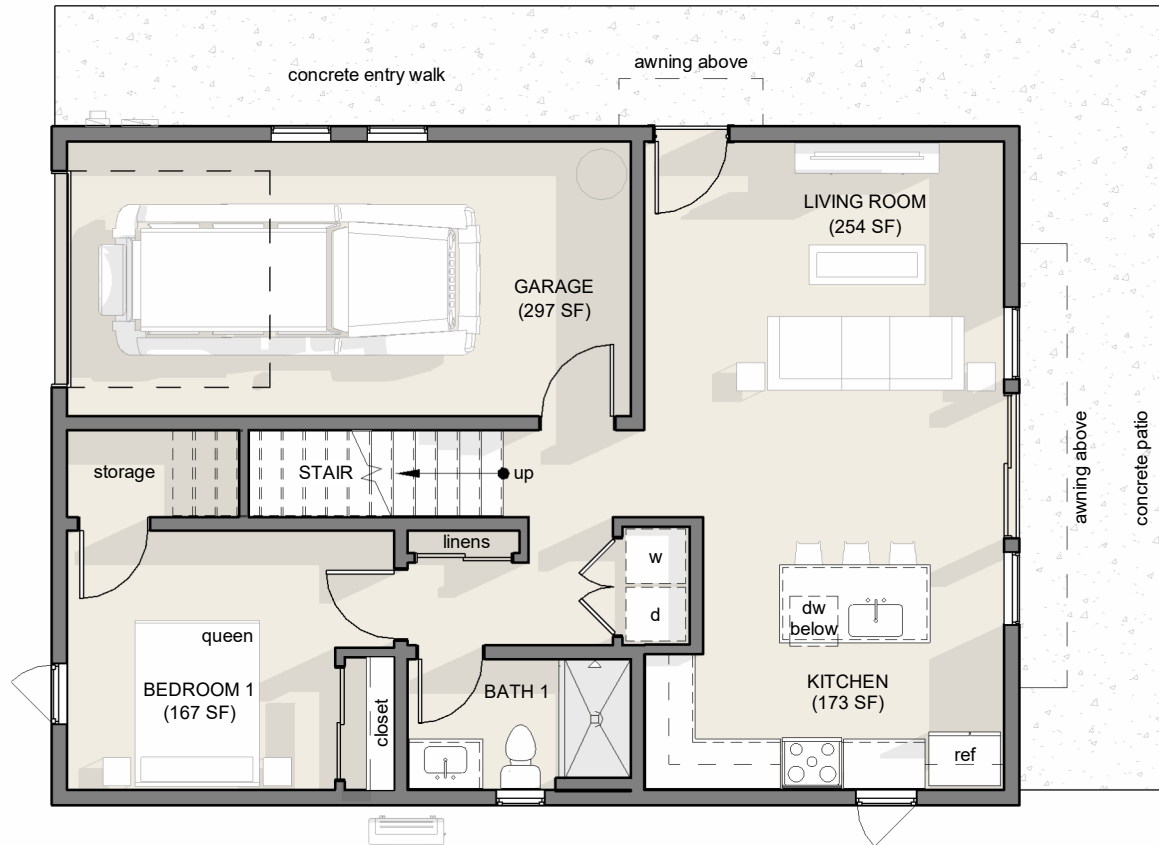 concrete entry walk
awning above
LIVING ROOM
(254 SF)
GARAGE
(297 SF)
storage
STAIR
up
linens
w
d
queen
BEDROOM 1
(167 SF)
closet
BATH 1
dw
below
KITCHEN
(173 SF)
ref
awning above
concrete patio